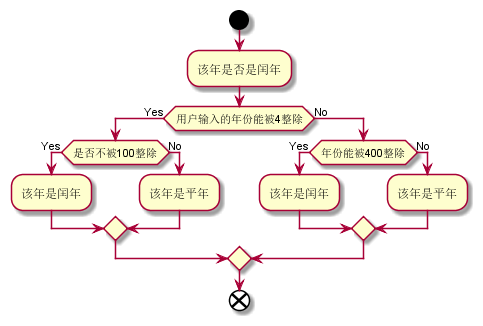 该年是否是闰年
用户输入的年份能被4整除
Yes
No
是否不被100整除
Yes
No
年份能被400整除
Yes
No
该年是闰年
该年是平年
该年是闰年
该年是平年